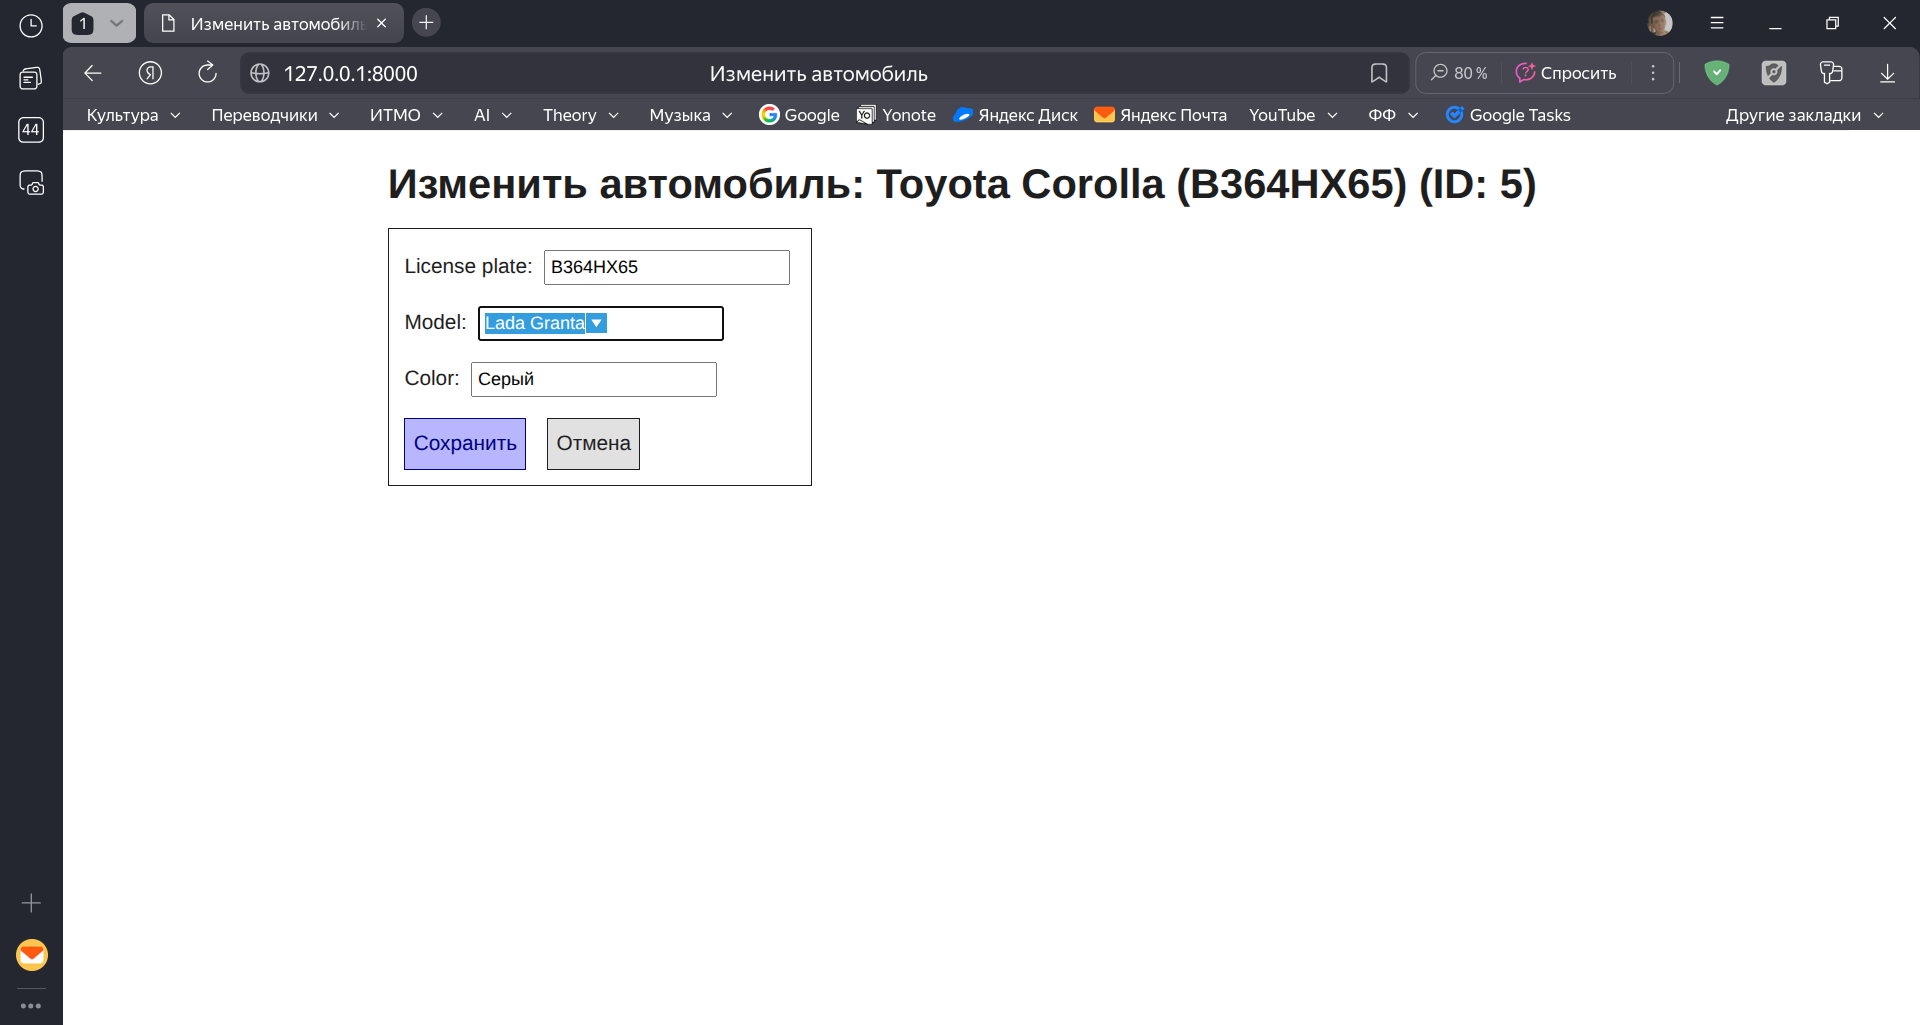 1
Изменить автомобиль
127.0.0.1:8000
Изменить автомобиль
80 %
Спросить
Культура
Переводчики
ИТМО
AI
Theory
Музыка
Google
Yonote
Яндекс Диск
Яндекс Почта
YouTube
ФФ
Google Tasks
Другие закладки
44
Изменить автомобиль: Toyota Corolla (В364НХ65) (ID: 5)
License plate: В364НХ65
Model: Lada Granta
Color: Серый
Сохранить Отмена